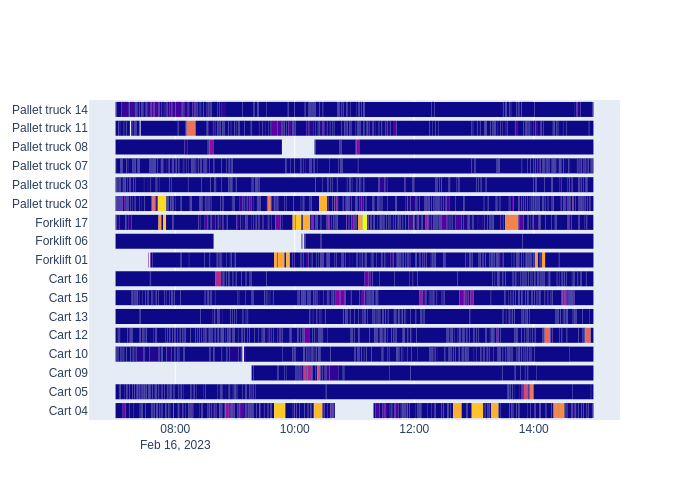 Pallet truck 14
Pallet truck 11
Pallet truck 08
Pallet truck 07
Pallet truck 03
Pallet truck 02
Forklift 17
Forklift 06
Forklift 01
Cart 16
Cart 15
Cart 13
Cart 12
Cart 10
Cart 09
Cart 05
Cart 04
08:00 10:00 12:00 14:00
Feb 16, 2023